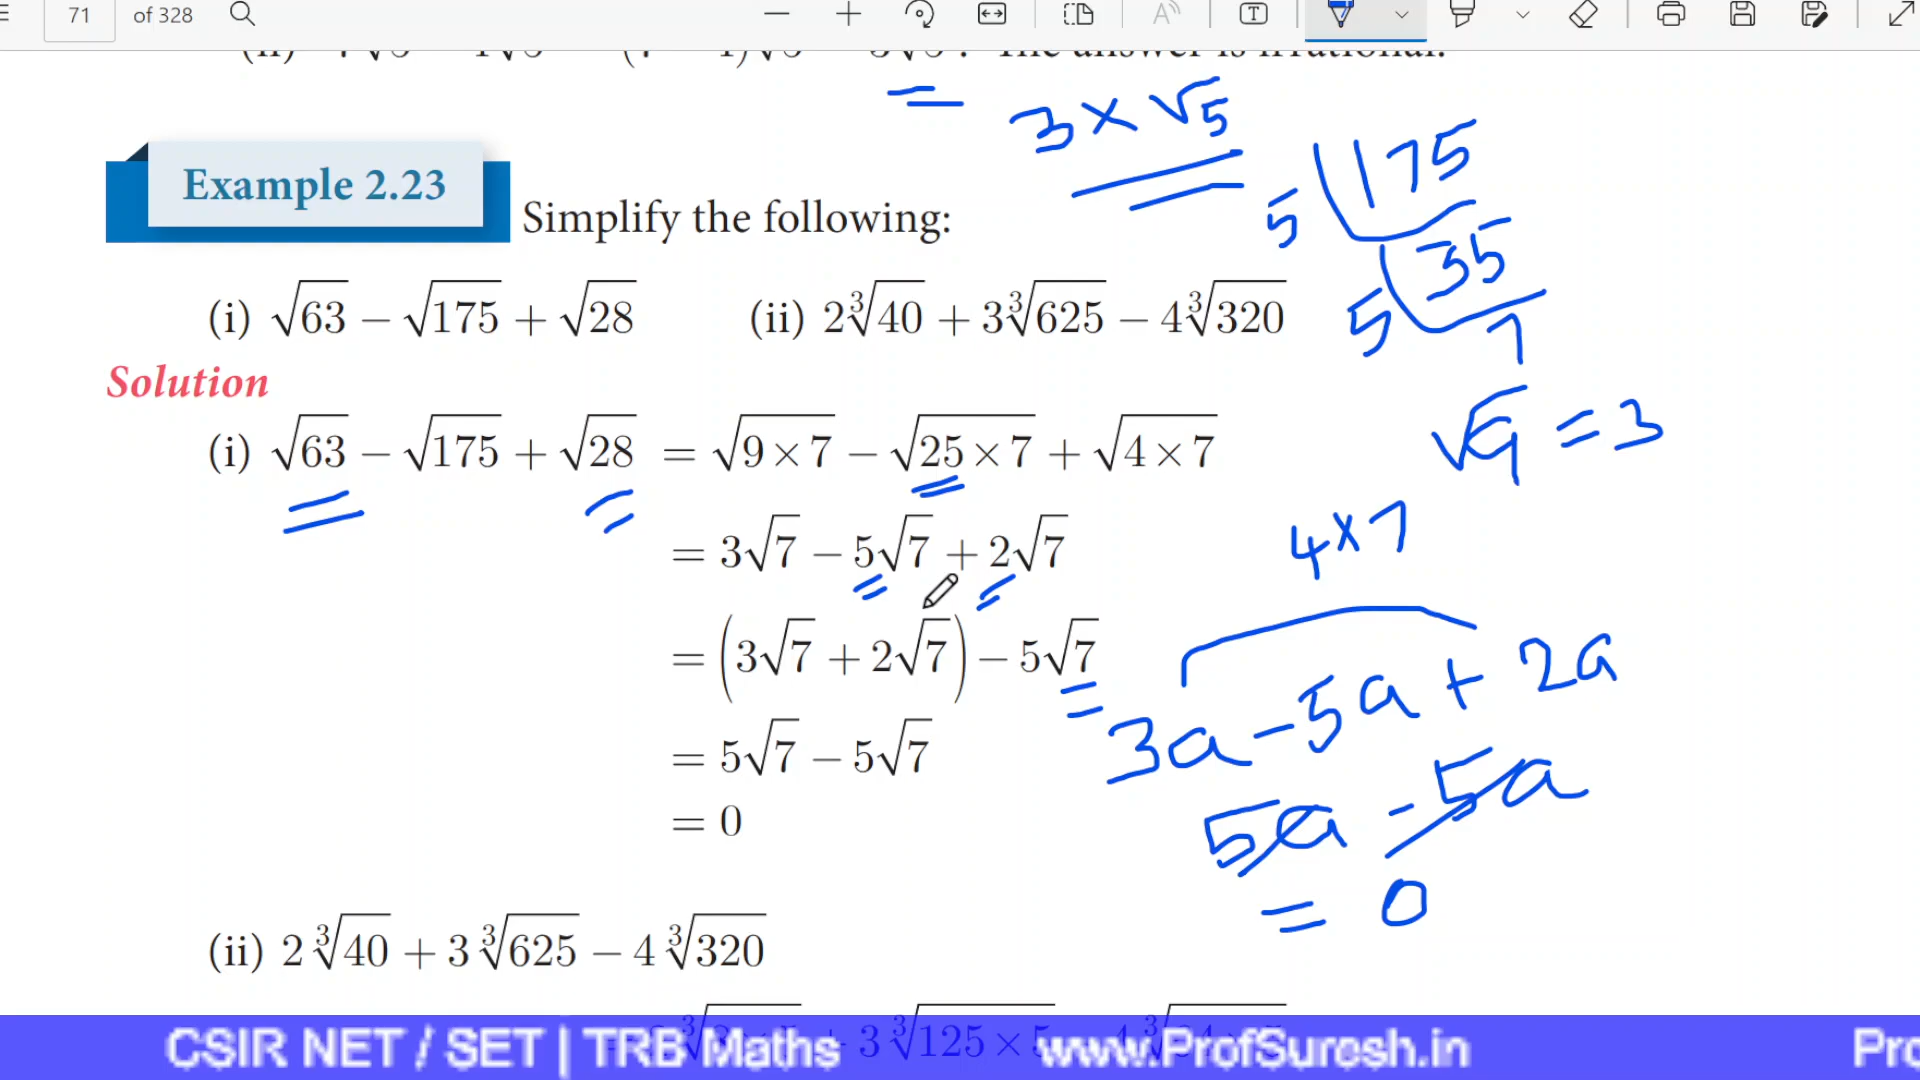 71 of 328
3 × √5
Example 2.23
Simplify the following:
(i) √63 − √175 + √28 (ii) 2∛40 + 3∛625 − 4∛320
5 175
5 35
7
Solution
(i) √63 − √175 + √28 = √9 × 7 − √25 × 7 + √4 × 7
√9 = 3
4 × 7
= 3√7 − 5√7 + 2√7
= (3√7 + 2√7) − 5√7
= 5√7 − 5√7
= 0
3a − 5a + 2a
5a − 5a
= 0
(ii) 2∛40 + 3∛625 − 4∛320
3∛125 × 5
CSIR NET / SET | TRB Maths www.ProfSuresh.in